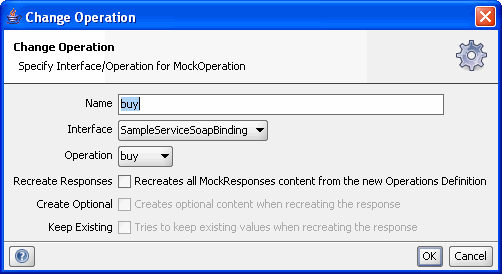 Change Operation
Change Operation
Specify Interface/Operation for MockOperation
Name buy
Interface SampleServiceSoapBinding
Operation buy
Recreate Responses Recreates all MockResponses content from the new Operations Definition
Create Optional Creates optional content when recreating the response
Keep Existing Tries to keep existing values when recreating the response
? OK Cancel